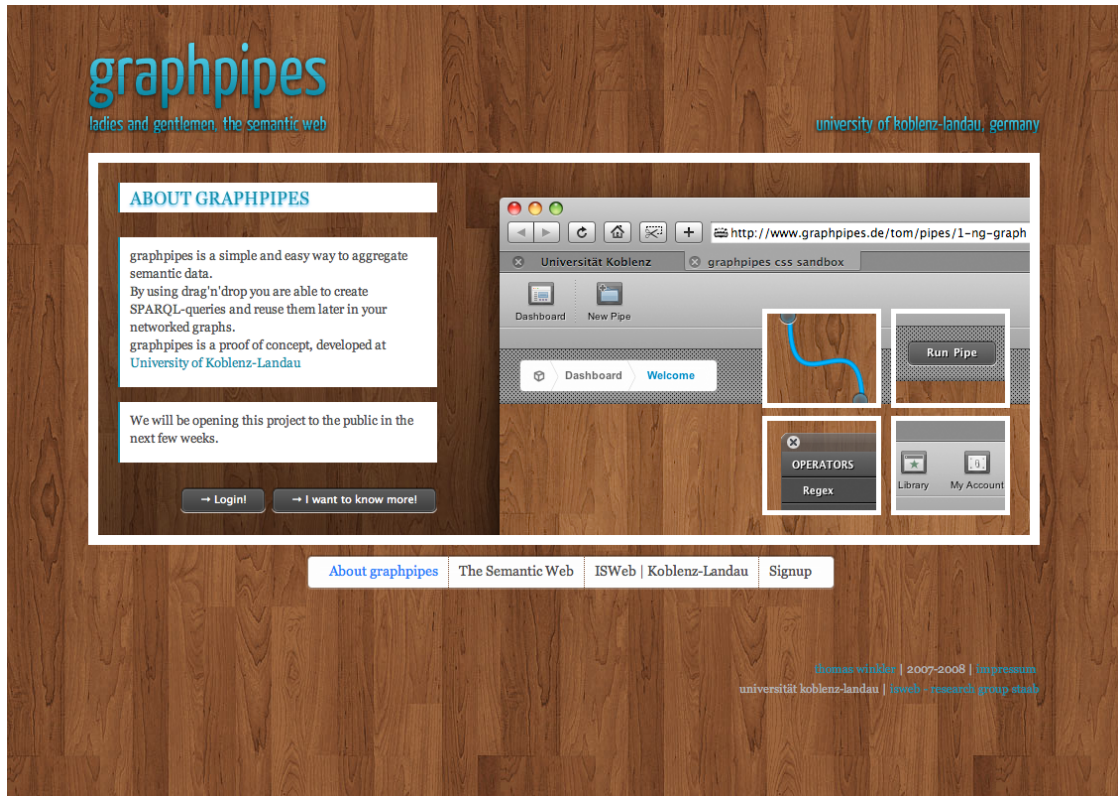 graphpipes
ladies and gentlemen, the semantic web
university of koblenz-landau, germany
ABOUT GRAPHPIPES
graphpipes is a simple and easy way to aggregate
semantic data.
By using drag'n'drop you are able to create
SPARQL-queries and reuse them later in your
networked graphs.
graphpipes is a proof of concept, developed at
University of Koblenz-Landau
We will be opening this project to the public in the
next few weeks.
→ Login!
→ I want to know more!
http://www.graphpipes.de/tom/pipes/1-ng-graph
Universität Koblenz
graphpipes css sandbox
Dashboard
New Pipe
Dashboard
Welcome
Run Pipe
OPERATORS
Regex
Library
My Account
About graphpipes
The Semantic Web
ISWeb | Koblenz-Landau
Signup
thomas winkler | 2007-2008 | impressum
universität koblenz-landau | isweb - research group staab